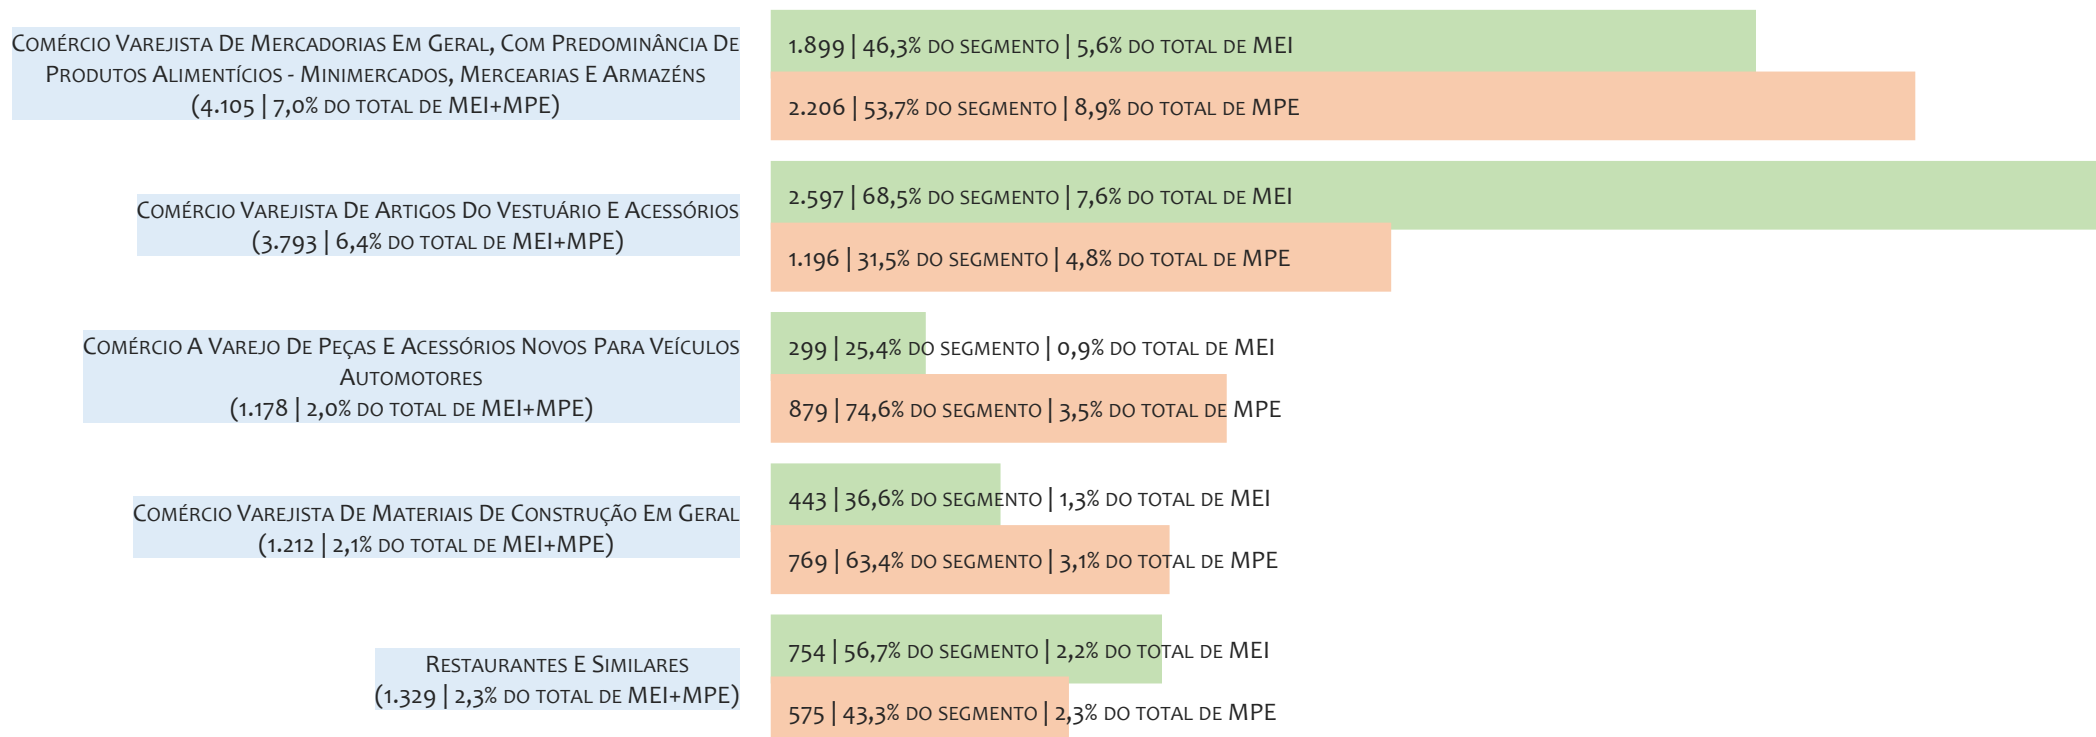 Comércio Varejista De Mercadorias Em Geral, Com Predominância De
Produtos Alimentícios - Minimercados, Mercearias E Armazéns
(4.105 | 7,0% do total de MEI+MPE)
1.899 | 46,3% do segmento | 5,6% do total de MEI
2.206 | 53,7% do segmento | 8,9% do total de MPE
Comércio Varejista De Artigos Do Vestuário E Acessórios
(3.793 | 6,4% do total de MEI+MPE)
2.597 | 68,5% do segmento | 7,6% do total de MEI
1.196 | 31,5% do segmento | 4,8% do total de MPE
Comércio A Varejo De Peças E Acessórios Novos Para Veículos
Automotores
(1.178 | 2,0% do total de MEI+MPE)
299 | 25,4% do segmento | 0,9% do total de MEI
879 | 74,6% do segmento | 3,5% do total de MPE
Comércio Varejista De Materiais De Construção Em Geral
(1.212 | 2,1% do total de MEI+MPE)
443 | 36,6% do segmento | 1,3% do total de MEI
769 | 63,4% do segmento | 3,1% do total de MPE
Restaurantes E Similares
(1.329 | 2,3% do total de MEI+MPE)
754 | 56,7% do segmento | 2,2% do total de MEI
575 | 43,3% do segmento | 2,3% do total de MPE